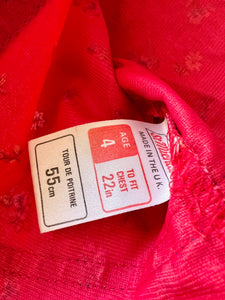 MADE IN THE U.K.
AGE
4
TO FIT
CHEST
22in
TOUR DE POITRINE
55cm